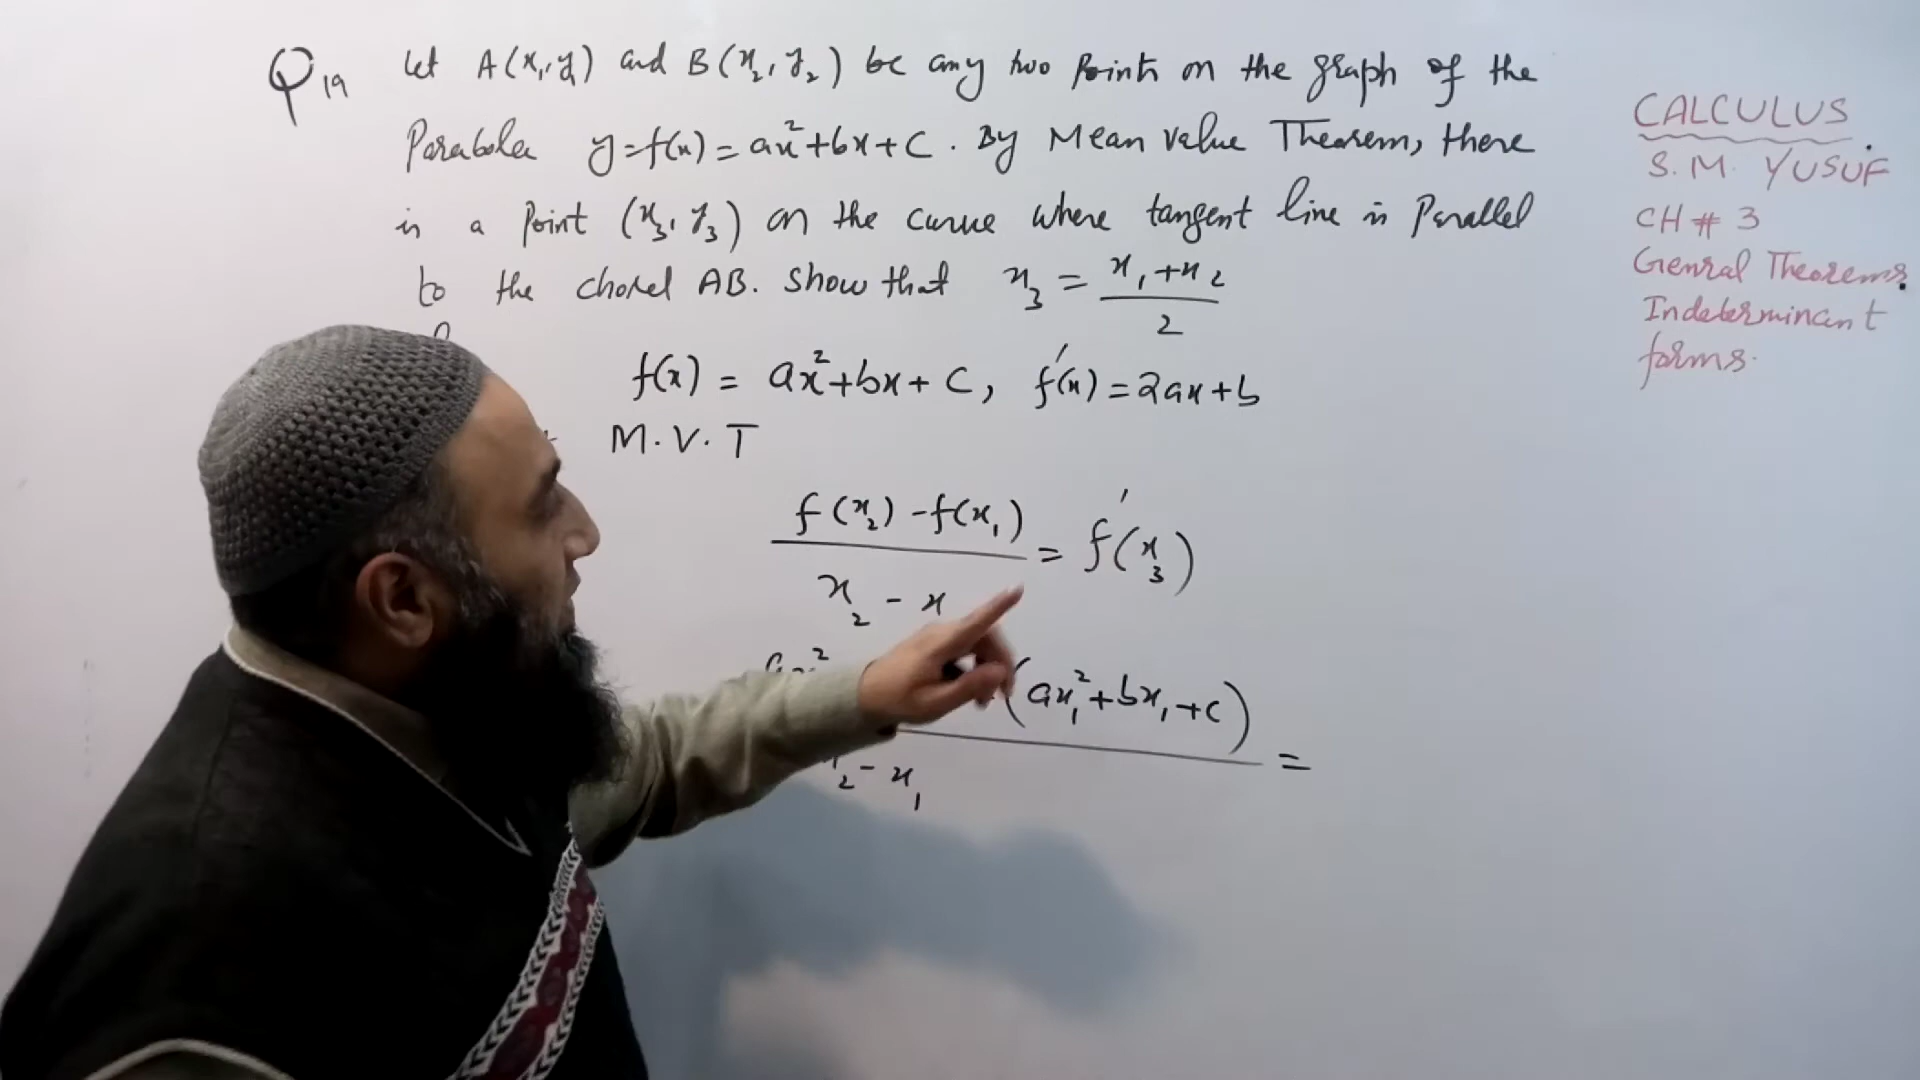 Q19 Let A(x₁, y₁) and B(x₂, y₂) be any two Points on the graph of the
Parabola y=f(x) = ax²+bx+c. By Mean value Theorem, there
is a Point (x₃, y₃) on the curve where tangent line is Parallel
to the chord AB. Show that x₃ = (x₁+x₂)/2
f(x) = ax²+bx+c, f′(x) = 2ax+b
M.V.T
f(x₂) -f(x₁)
= f′(x₃)
x₂ - x
ax² (ax₁²+bx₁+c)
=
₂ - x₁
CALCULUS
S.M. YUSUF
CH # 3
Genral Theorems.
Indeterminant
forms.